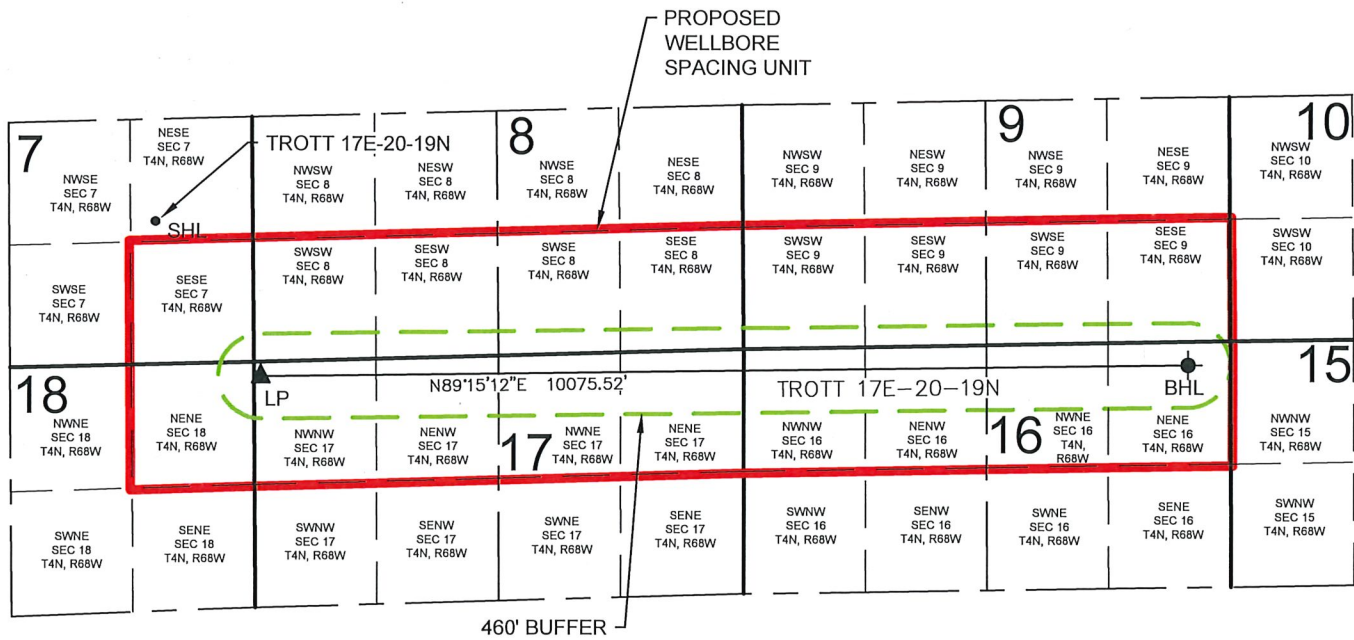 PROPOSED
WELLBORE
SPACING UNIT
7
NWSE
SEC 7
T4N, R68W
NESE
SEC 7
T4N, R68W
TROTT 17E-20-19N
SHL
NWSW
SEC 8
T4N, R68W
NESW
SEC 8
T4N, R68W
8
NWSE
SEC 8
T4N, R68W
NESE
SEC 8
T4N, R68W
NWSW
SEC 9
T4N, R68W
NESW
SEC 9
T4N, R68W
9
NWSE
SEC 9
T4N, R68W
NESE
SEC 9
T4N, R68W
10
NWSW
SEC 10
T4N, R68W
SWSE
SEC 7
T4N, R68W
SESE
SEC 7
T4N, R68W
SWSW
SEC 8
T4N, R68W
SESW
SEC 8
T4N, R68W
SWSE
SEC 8
T4N, R68W
SESE
SEC 8
T4N, R68W
SWSW
SEC 9
T4N, R68W
SESW
SEC 9
T4N, R68W
SWSE
SEC 9
T4N, R68W
SESE
SEC 9
T4N, R68W
SWSW
SEC 10
T4N, R68W
LP
N89°15'12"E 10075.52'
TROTT 17E-20-19N
BHL
18
NWNE
SEC 18
T4N, R68W
NENE
SEC 18
T4N, R68W
NWNW
SEC 17
T4N, R68W
NENW
SEC 17
T4N, R68W
17
NWNE
SEC 17
T4N, R68W
NENE
SEC 17
T4N, R68W
NWNW
SEC 16
T4N, R68W
NENW
SEC 16
T4N, R68W
16
NWNE
SEC 16
T4N,
R68W
NENE
SEC 16
T4N, R68W
15
NWNW
SEC 15
T4N, R68W
SWNE
SEC 18
T4N, R68W
SENE
SEC 18
T4N, R68W
SWNW
SEC 17
T4N, R68W
SENW
SEC 17
T4N, R68W
SWNE
SEC 17
T4N, R68W
SENE
SEC 17
T4N, R68W
SWNW
SEC 16
T4N, R68W
SENW
SEC 16
T4N, R68W
SWNE
SEC 16
T4N, R68W
SENE
SEC 16
T4N, R68W
SWNW
SEC 15
T4N, R68W
460' BUFFER